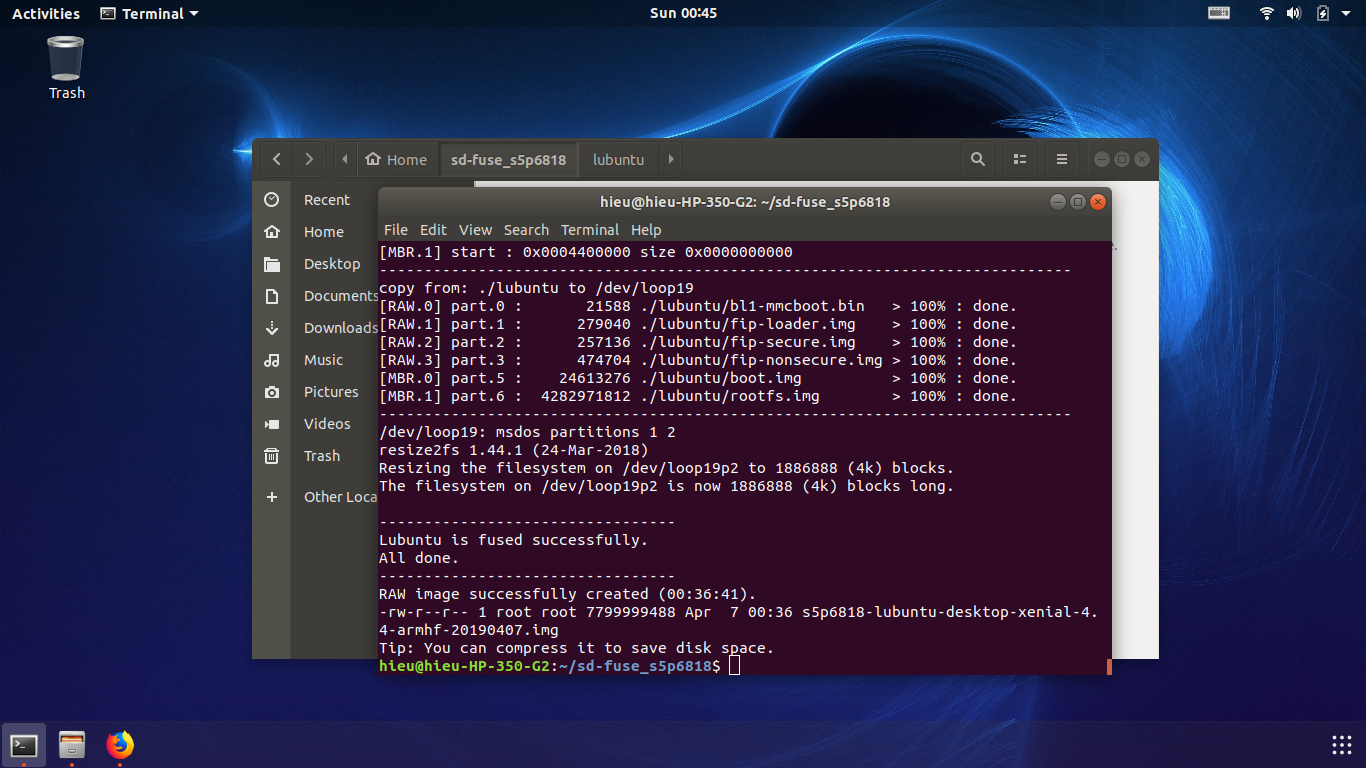 Activities Terminal Sun 00:45
Trash
Home sd-fuse_s5p6818 lubuntu
Recent
Home
Desktop
Documents
Downloads
Music
Pictures
Videos
Trash
Other Loca
hieu@hieu-HP-350-G2: ~/sd-fuse_s5p6818
File Edit View Search Terminal Help
[MBR.1] start : 0x0004400000 size 0x0000000000
-----------------------------------------------------------------------------
copy from: ./lubuntu to /dev/loop19
[RAW.0] part.0 :       21588 ./lubuntu/bl1-mmcboot.bin   > 100% : done.
[RAW.1] part.1 :      279040 ./lubuntu/fip-loader.img    > 100% : done.
[RAW.2] part.2 :      257136 ./lubuntu/fip-secure.img    > 100% : done.
[RAW.3] part.3 :      474704 ./lubuntu/fip-nonsecure.img > 100% : done.
[MBR.0] part.5 :    24613276 ./lubuntu/boot.img          > 100% : done.
[MBR.1] part.6 :  4282971812 ./lubuntu/rootfs.img        > 100% : done.
-----------------------------------------------------------------------------
/dev/loop19: msdos partitions 1 2
resize2fs 1.44.1 (24-Mar-2018)
Resizing the filesystem on /dev/loop19p2 to 1886888 (4k) blocks.
The filesystem on /dev/loop19p2 is now 1886888 (4k) blocks long.
---------------------------------
Lubuntu is fused successfully.
All done.
---------------------------------
RAW image successfully created (00:36:41).
-rw-r--r-- 1 root root 7799999488 Apr  7 00:36 s5p6818-lubuntu-desktop-xenial-4.
4-armhf-20190407.img
Tip: You can compress it to save disk space.
hieu@hieu-HP-350-G2:~/sd-fuse_s5p6818$